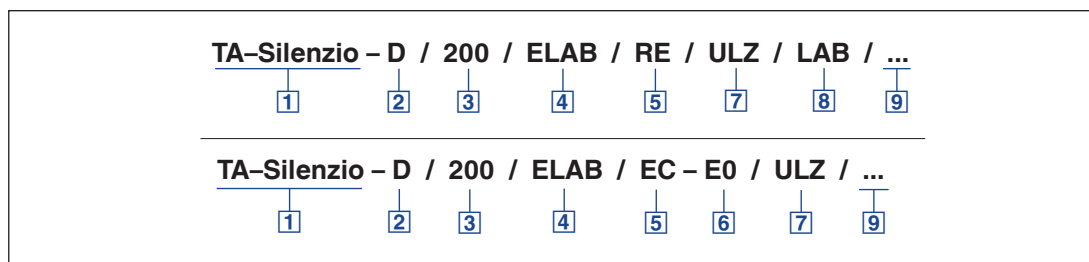 TA–Silenzio – D / 200 / ELAB / RE / ULZ / LAB / ...
1 2 3 4 5 7 8 9
TA–Silenzio – D / 200 / ELAB / EC – E0 / ULZ / ...
1 2 3 4 5 6 7 9